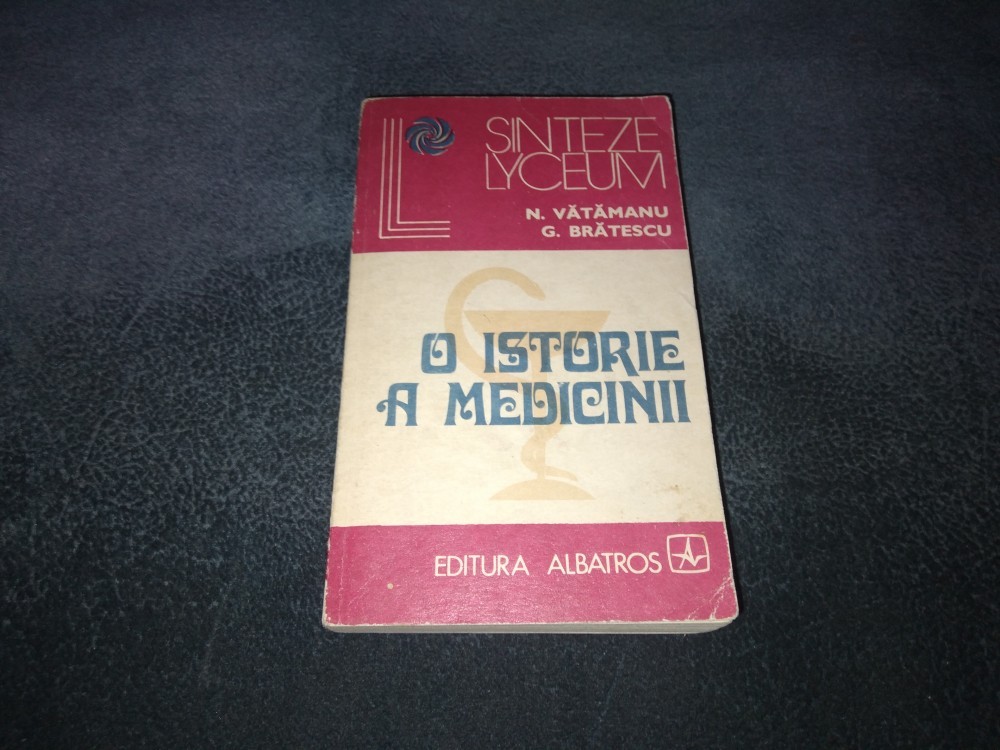 SINTEZE
LYCEUM
N. VĂTĂMANU
G. BRĂTESCU
O ISTORIE
A MEDICINII
EDITURA ALBATROS